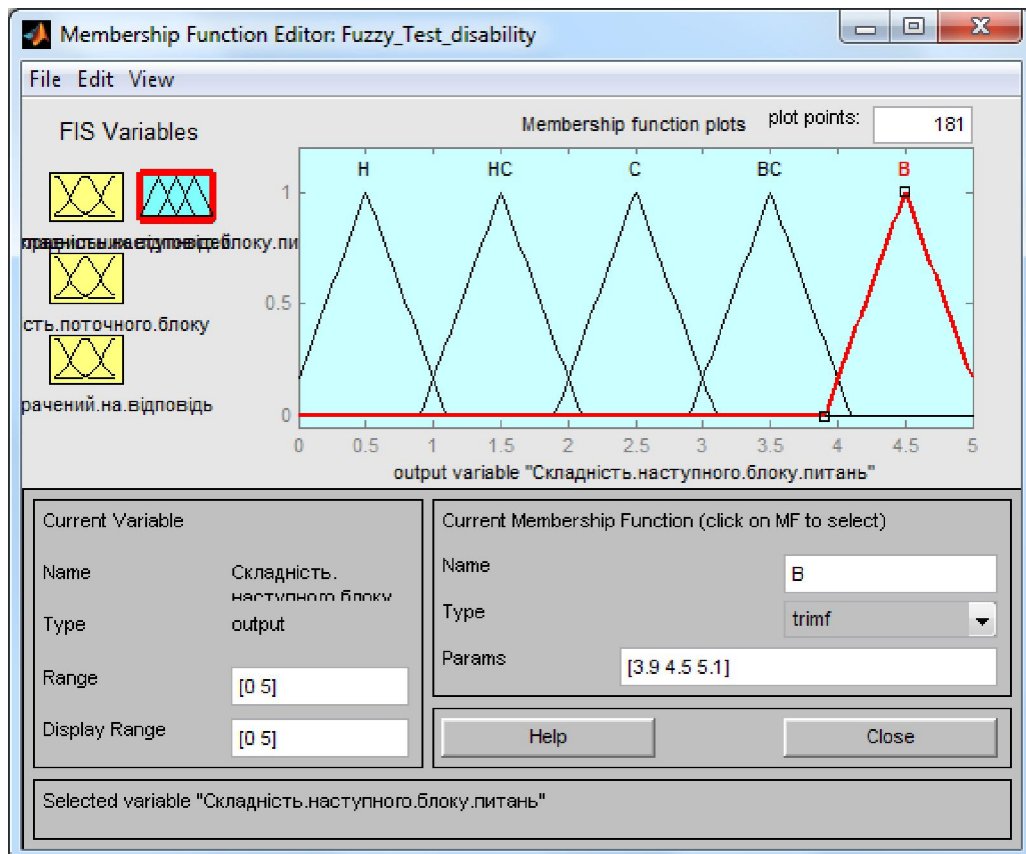 Membership Function Editor: Fuzzy_Test_disability
File Edit View
FIS Variables
Membership function plots plot points: 181
H HC C BC B
1
0.5
0
0 0.5 1 1.5 2 2.5 3 3.5 4 4.5 5
output variable "Складність.наступного.блоку.питань"
сть.поточного.блоку
рачений.на.відповідь
Current Variable
Name Складність.
наступного.блоку
Type output
Range [0 5]
Display Range [0 5]
Current Membership Function (click on MF to select)
Name B
Type trimf
Params [3.9 4.5 5.1]
Help Close
Selected variable "Складність.наступного.блоку.питань"